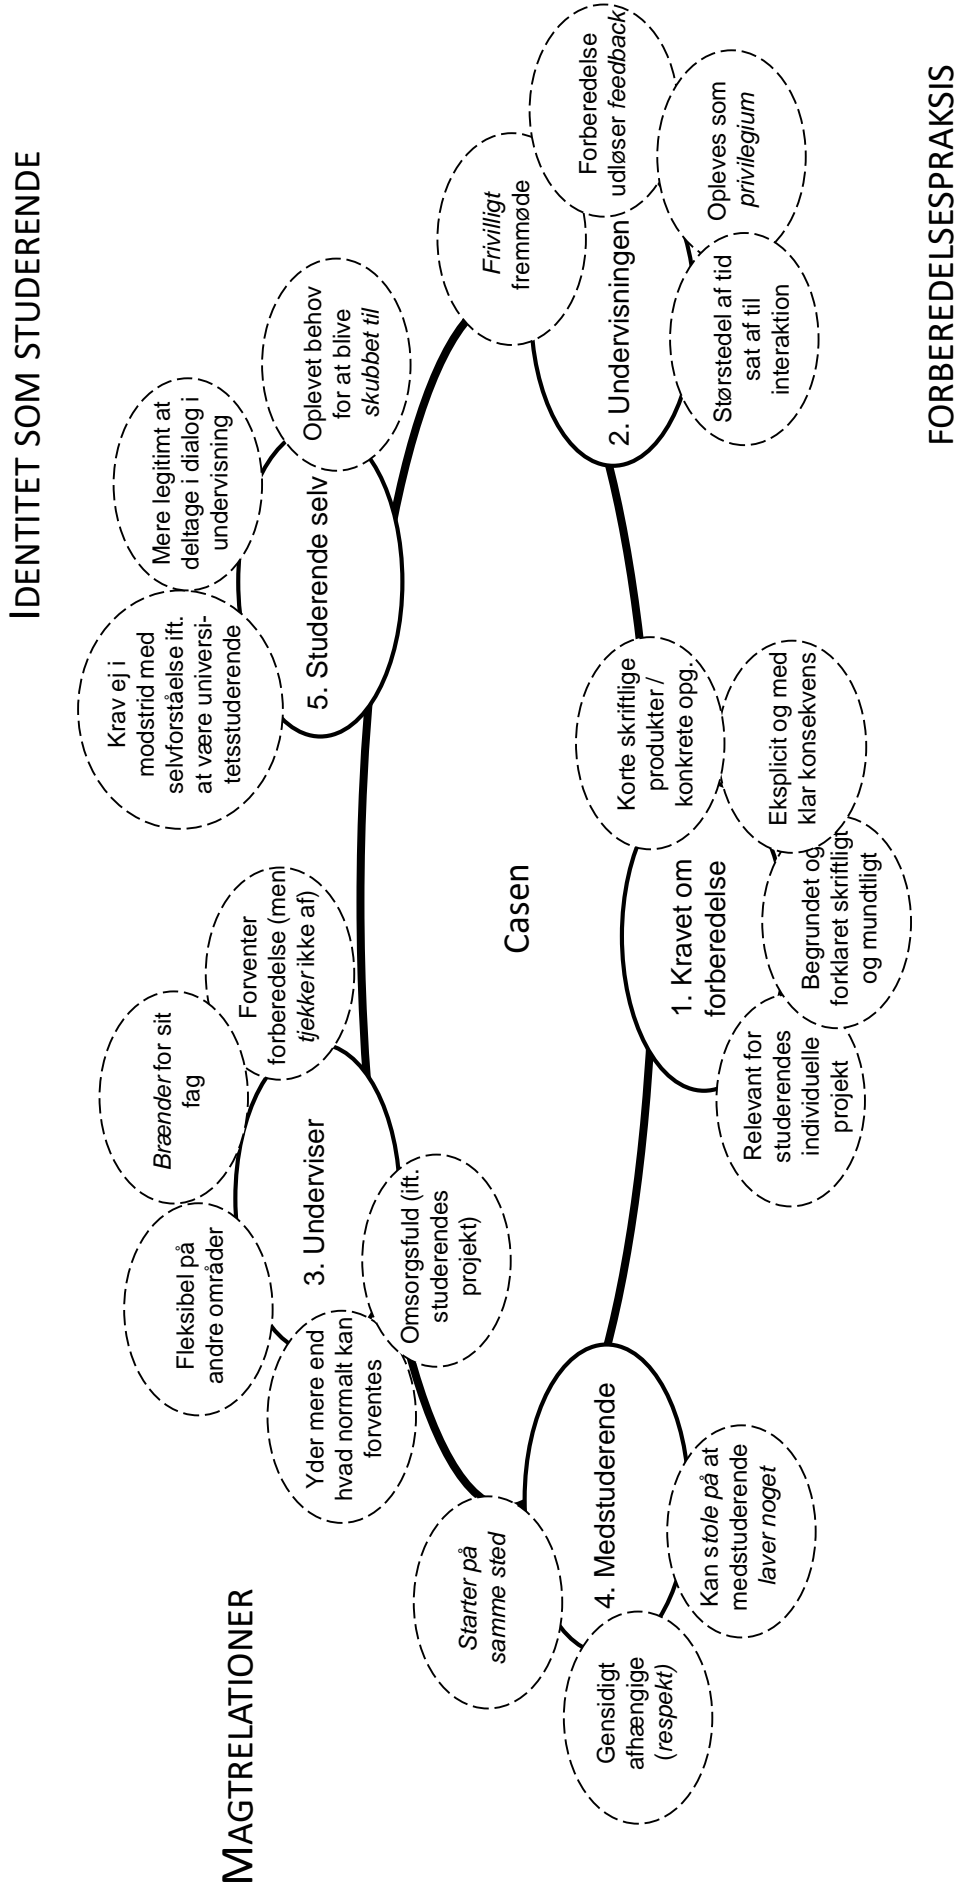 MAGTRELATIONER
IDENTITET SOM STUDERENDE
Fleksibel på
andre områder
Brænder for sit
fag
Forventer
forberedelse (men
tjekker ikke af)
Yder mere end
hvad normalt kan
forventes
3. Underviser
Omsorgsfuld (ift.
studerendes
projekt)
Krav ej i
modstrid med
selvforståelse ift.
at være universi-
tetsstuderende
Mere legitimt at
deltage i dialog i
undervisning
Oplevet behov
for at blive
skubbet til
5. Studerende selv
Starter på
samme sted
4. Medstuderende
Gensidigt
afhængige
(respekt)
Kan stole på at
medstuderende
laver noget
Casen
Frivilligt
fremmøde
Forberedelse
udløser feedback
2. Undervisningen
Opleves som
privilegium
Størstedel af tid
sat af til
interaktion
Korte skriftlige
produkter /
konkrete opg.
1. Kravet om
forberedelse
Eksplicit og med
klar konsekvens
Begrundet og
forklaret skriftligt
og mundtligt
Relevant for
studerendes
individuelle
projekt
FORBEREDELSESPRAKSIS